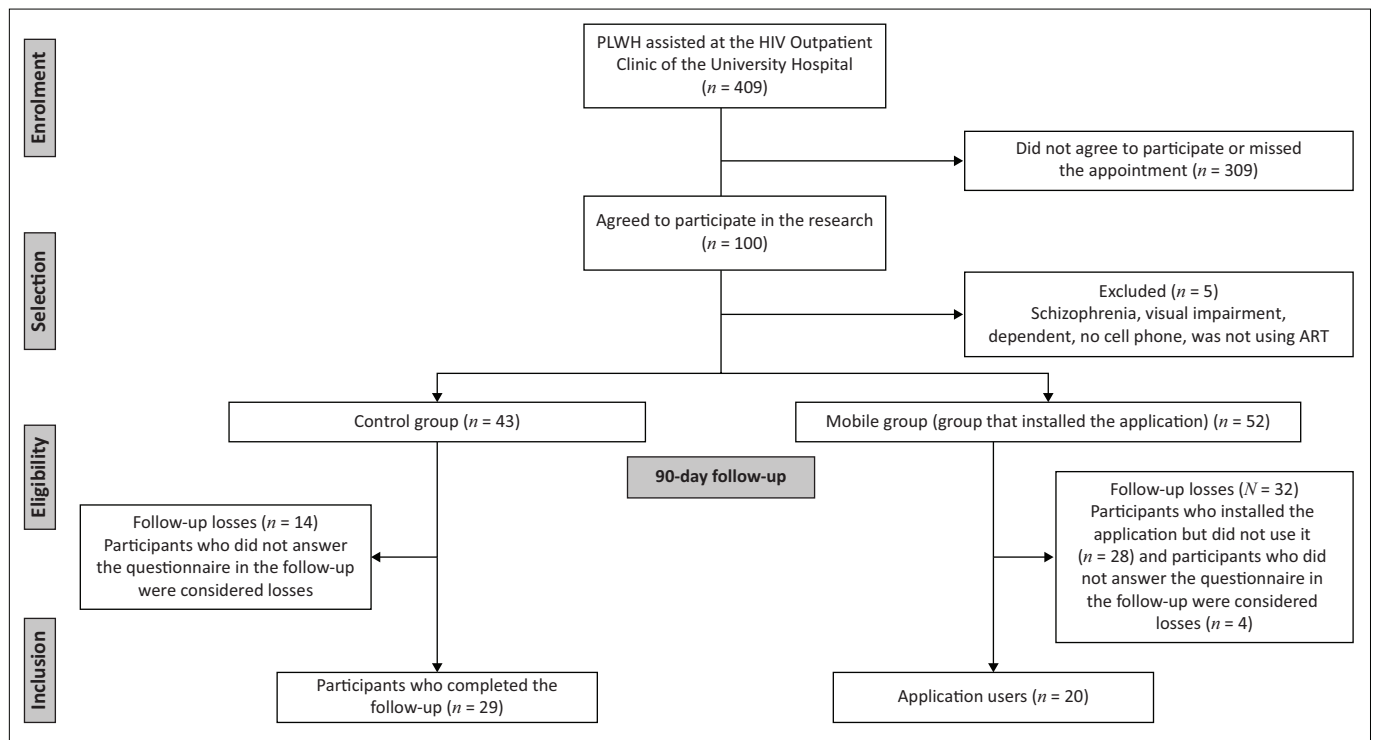 Enrolment
PLWH assisted at the HIV Outpatient
Clinic of the University Hospital
(n = 409)
Did not agree to participate or missed
the appointment (n = 309)
Agreed to participate in the research
(n = 100)
Selection
Excluded (n = 5)
Schizophrenia, visual impairment,
dependent, no cell phone, was not using ART
Control group (n = 43)
Mobile group (group that installed the application) (n = 52)
Eligibility
90-day follow-up
Follow-up losses (n = 14)
Participants who did not answer
the questionnaire in the follow-up
were considered losses
Follow-up losses (N = 32)
Participants who installed the
application but did not use it
(n = 28) and participants who did
not answer the questionnaire in
the follow-up were considered
losses (n = 4)
Inclusion
Participants who completed the
follow-up (n = 29)
Application users (n = 20)